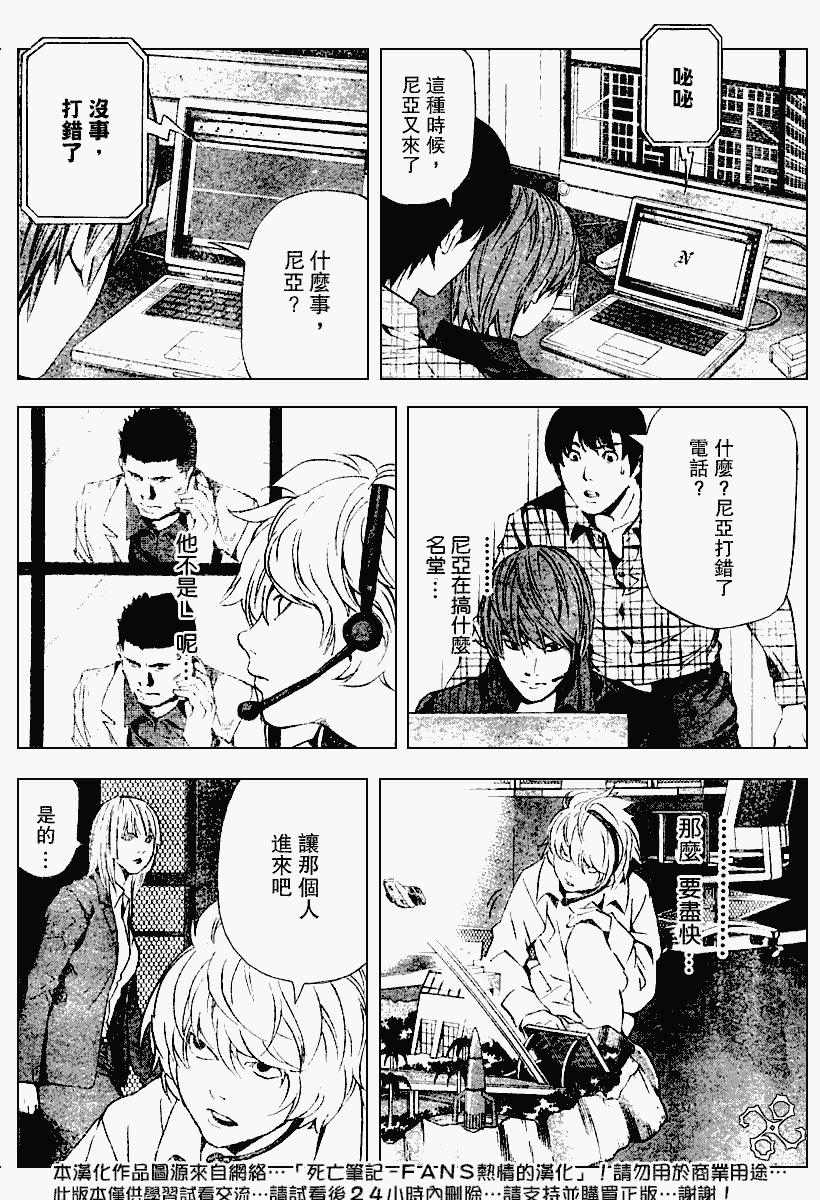 嗶嗶
這種時候，
尼亞又來了
N
什麼事，
尼亞？
沒事，
打錯了
什麼？尼亞打錯了
電話？
尼亞在搞什麼
名堂…
他不是L 呢…
那麼 要盡快…
讓那個人
進來吧
是的…
本漢化作品圖源來自網絡…「死亡筆記-FANS熱情的漢化」！請勿用於商業用途…
此版本僅供學習試看交流…請試看後24小時內刪除…請支持並購買正版…謝謝！